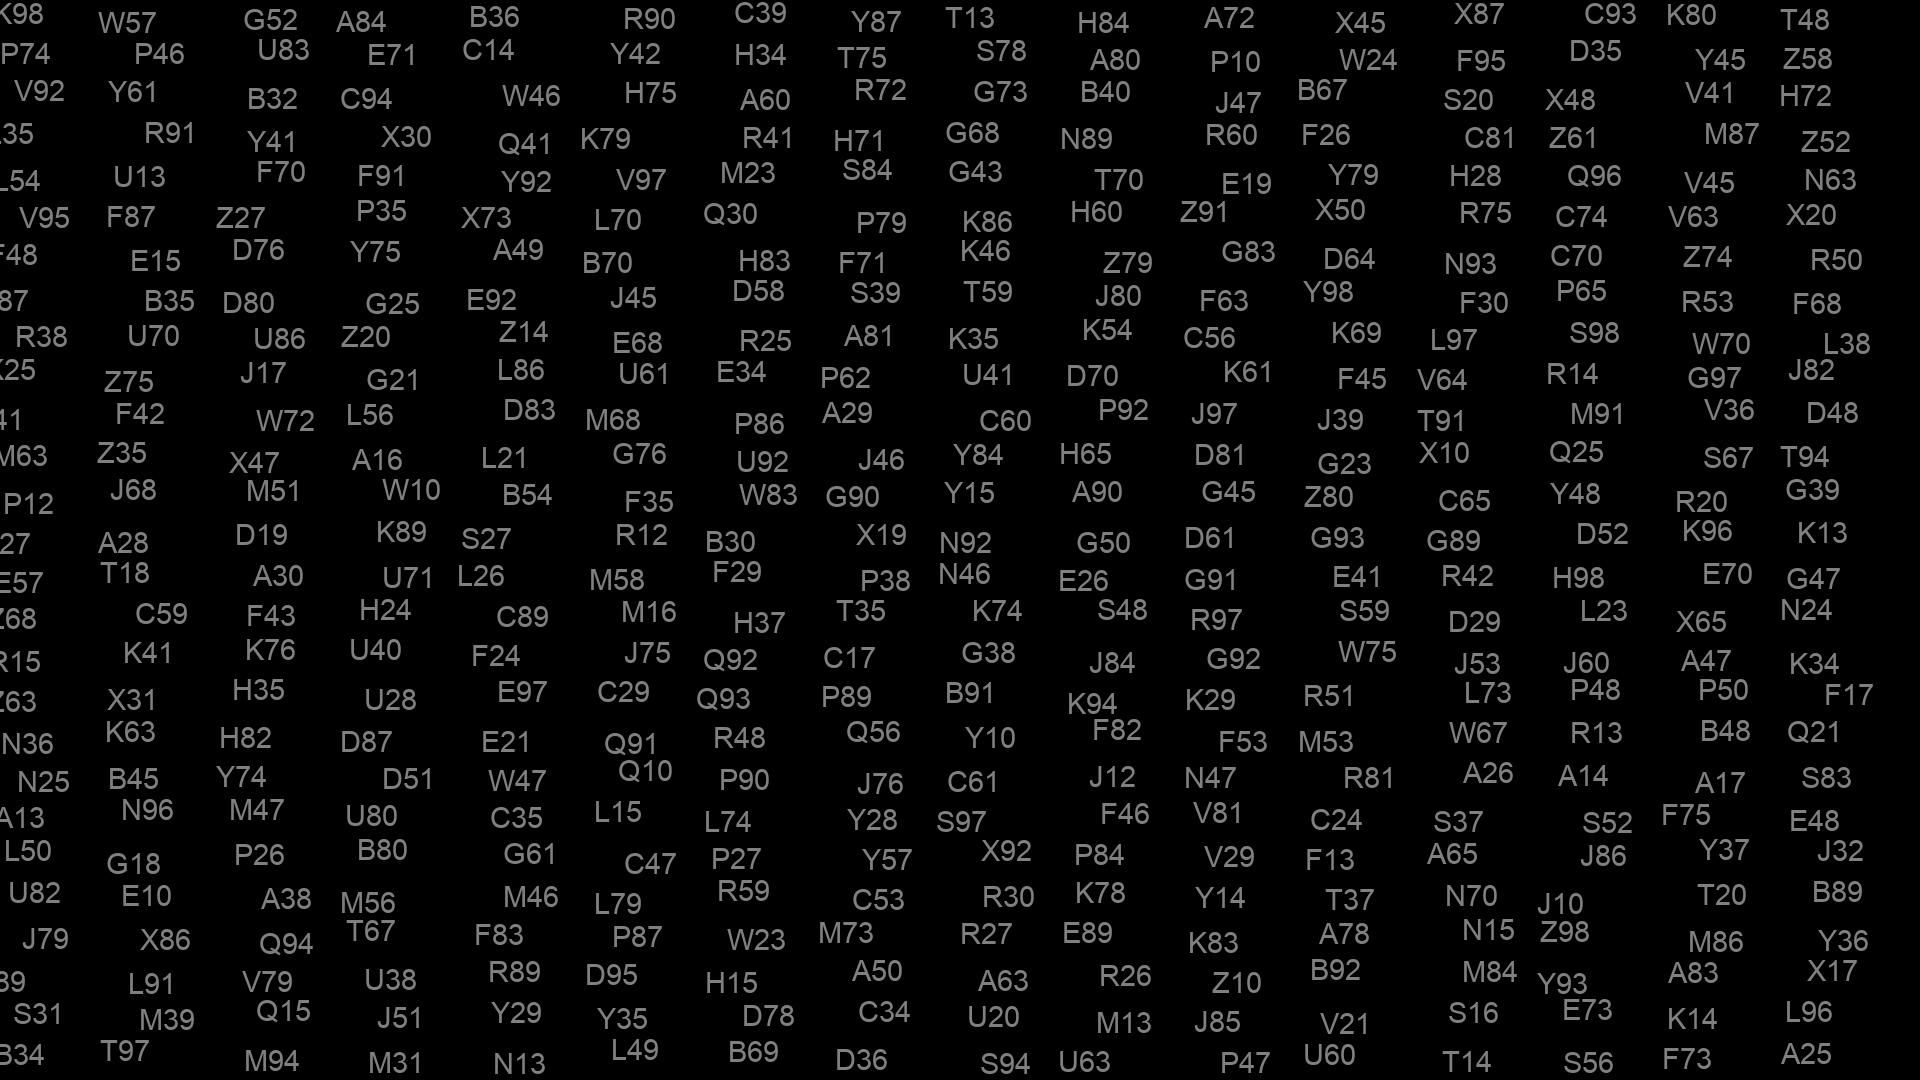 K98 W57 G52 A84 B36 R90 C39 Y87 T13 H84 A72 X45 X87 C93 K80 T48
P74 P46 U83 E71 C14 Y42 H34 T75 S78 A80 P10 W24 F95 D35 Y45 Z58
V92 Y61 B32 C94 W46 H75 A60 R72 G73 B40 J47 B67 S20 X48 V41 H72
35 R91 Y41 X30 Q41 K79 R41 H71 G68 N89 R60 F26 C81 Z61 M87 Z52
L54 U13 F70 F91 Y92 V97 M23 S84 G43 T70 E19 Y79 H28 Q96 V45 N63
V95 F87 Z27 P35 X73 L70 Q30 P79 K86 H60 Z91 X50 R75 C74 V63 X20
F48 E15 D76 Y75 A49 B70 H83 F71 K46 Z79 G83 D64 N93 C70 Z74 R50
87 B35 D80 G25 E92 J45 D58 S39 T59 J80 F63 Y98 F30 P65 R53 F68
R38 U70 U86 Z20 Z14 E68 R25 A81 K35 K54 C56 K69 L97 S98 W70 L38
K25 Z75 J17 G21 L86 U61 E34 P62 U41 D70 K61 F45 V64 R14 G97 J82
41 F42 W72 L56 D83 M68 P86 A29 C60 P92 J97 J39 T91 M91 V36 D48
M63 Z35 X47 A16 L21 G76 U92 J46 Y84 H65 D81 G23 X10 Q25 S67 T94
P12 J68 M51 W10 B54 F35 W83 G90 Y15 A90 G45 Z80 C65 Y48 R20 G39
27 A28 D19 K89 S27 R12 B30 X19 N92 G50 D61 G93 G89 D52 K96 K13
E57 T18 A30 U71 L26 M58 F29 P38 N46 E26 G91 E41 R42 H98 E70 G47
Z68 C59 F43 H24 C89 M16 H37 T35 K74 S48 R97 S59 D29 L23 X65 N24
R15 K41 K76 U40 F24 J75 Q92 C17 G38 J84 G92 W75 J53 J60 A47 K34
Z63 X31 H35 U28 E97 C29 Q93 P89 B91 K94 K29 R51 L73 P48 P50 F17
N36 K63 H82 D87 E21 Q91 R48 Q56 Y10 F82 F53 M53 W67 R13 B48 Q21
N25 B45 Y74 D51 W47 Q10 P90 J76 C61 J12 N47 R81 A26 A14 A17 S83
A13 N96 M47 U80 C35 L15 L74 Y28 S97 F46 V81 C24 S37 S52 F75 E48
L50 G18 P26 B80 G61 C47 P27 Y57 X92 P84 V29 F13 A65 J86 Y37 J32
U82 E10 A38 M56 M46 L79 R59 C53 R30 K78 Y14 T37 N70 J10 T20 B89
J79 X86 Q94 T67 F83 P87 W23 M73 R27 E89 K83 A78 N15 Z98 M86 Y36
39 L91 V79 U38 R89 D95 H15 A50 A63 R26 Z10 B92 M84 Y93 A83 X17
S31 M39 Q15 J51 Y29 Y35 D78 C34 U20 M13 J85 V21 S16 E73 K14 L96
B34 T97 M94 M31 N13 L49 B69 D36 S94 U63 P47 U60 T14 S56 F73 A25